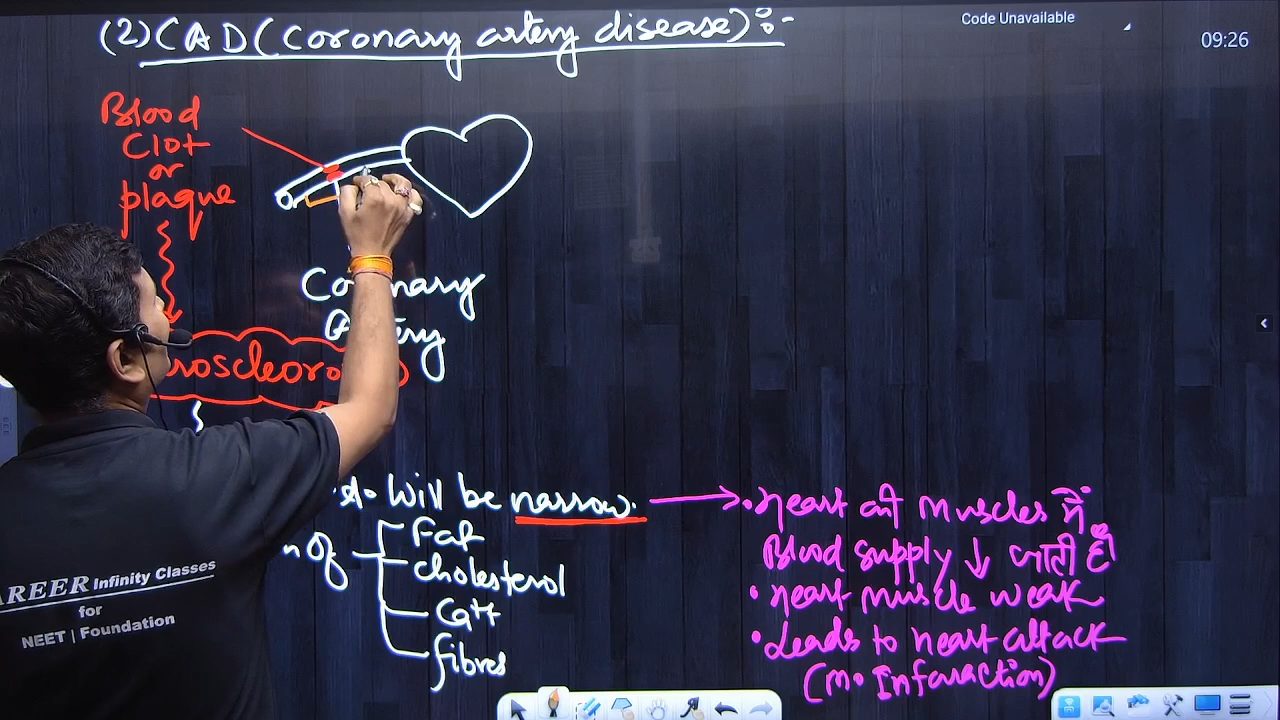 (2) CAD (Coronary artery disease) :-
Code Unavailable
09:26
Blood
Clot
or
plaque
Coronary
Artery
will be narrow.
Fat
cholesterol
Ca++
fibres
• Heart की Muscles में
Blood supply ↓ जाती है
• Heart muscle weak
• Leads to heart attack
(M. Infarction)
CAREER Infinity Classes
for
NEET | Foundation